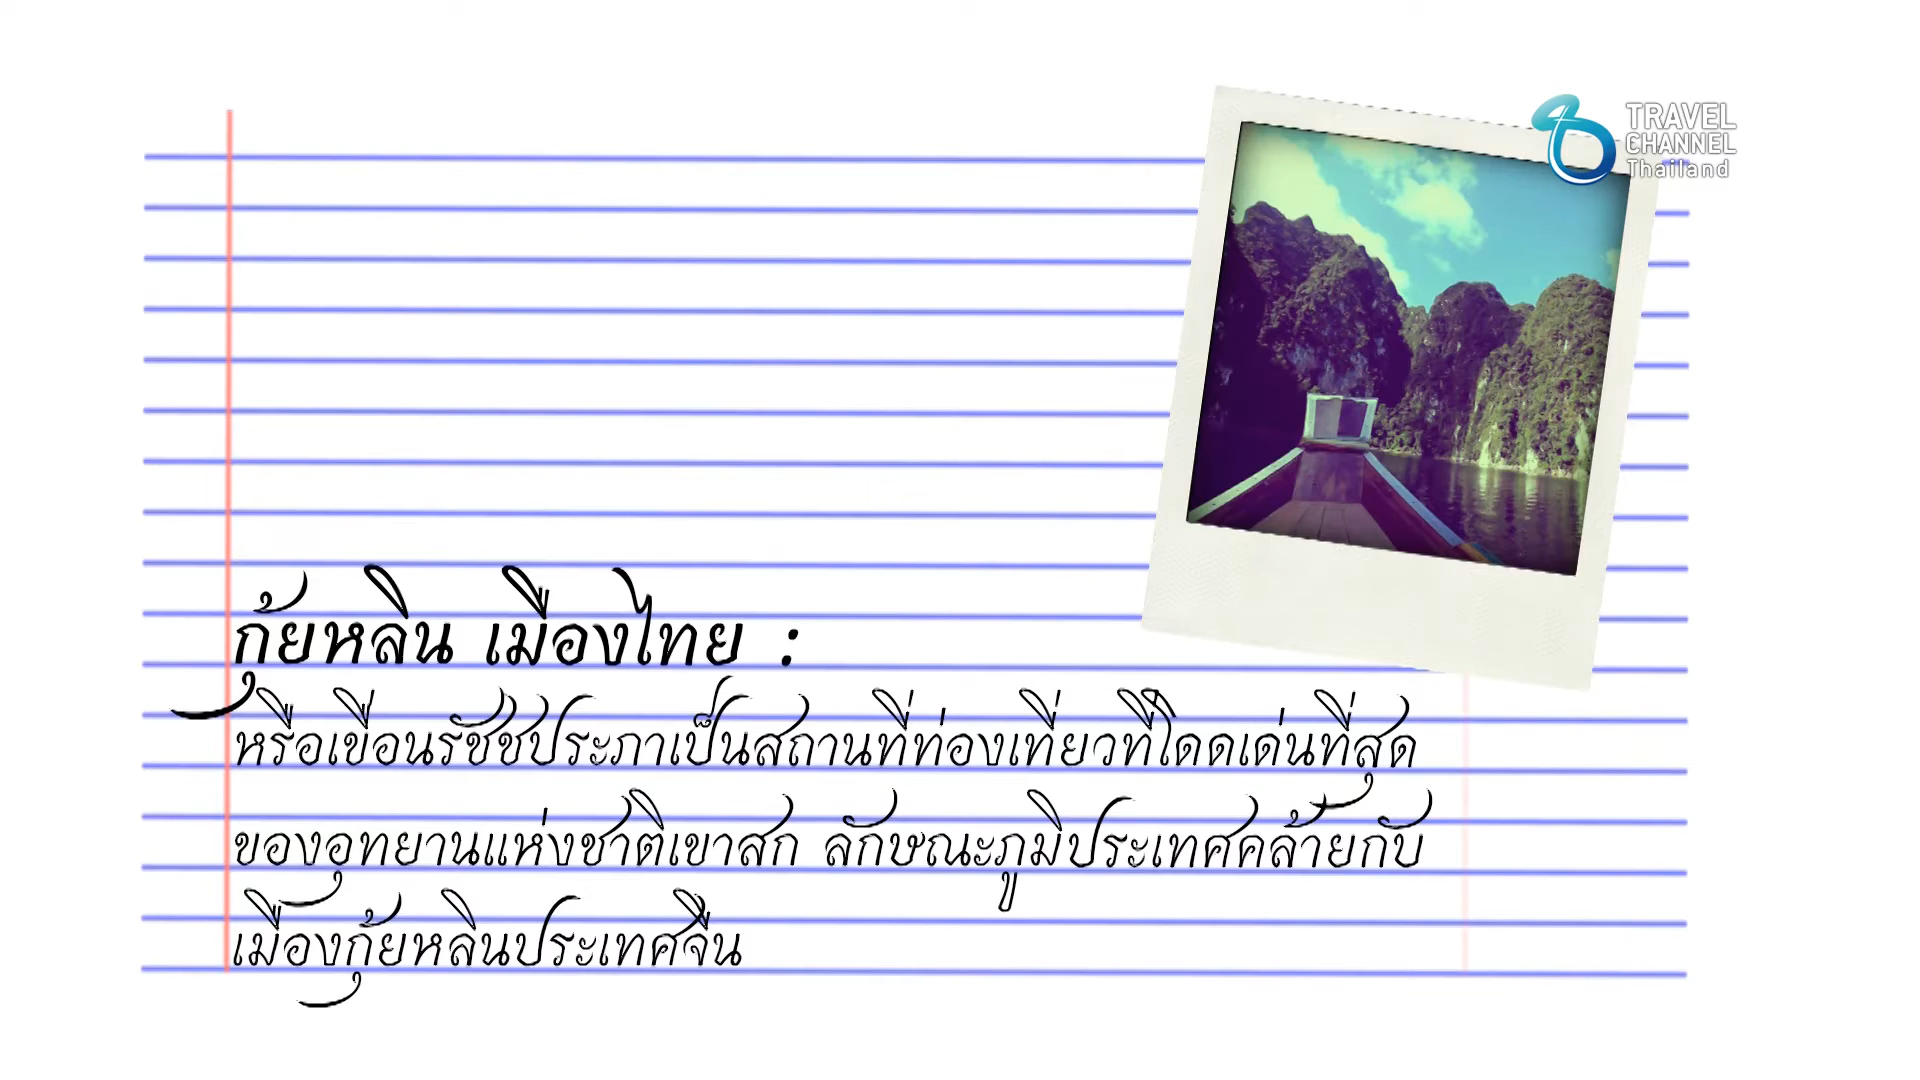 TRAVEL
CHANNEL
Thailand
กุ้ยหลิน เมืองไทย :
หรือเขื่อนรัชชประภาเป็นสถานที่ท่องเที่ยวที่โดดเด่นที่สุด
ของอุทยานแห่งชาติเขาสก ลักษณะภูมิประเทศคล้ายกับ
เมืองกุ้ยหลินประเทศจีน